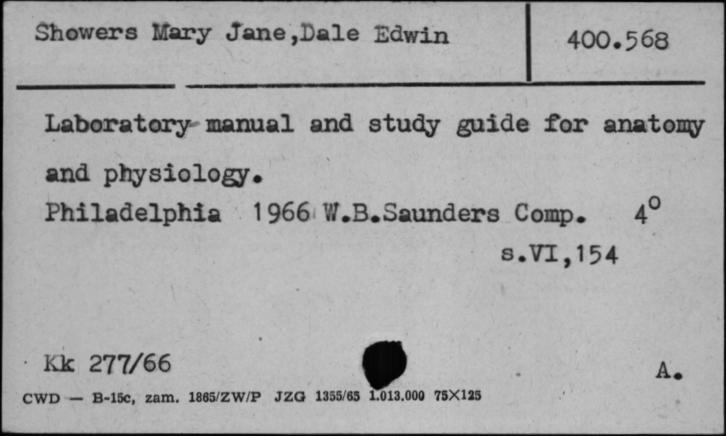 Showers Mary Jane,Dale Edwin
400.568
Laboratory manual and study guide for anatomy
and physiology.
Philadelphia 1966 W.B.Saunders Comp. 4°
s.VI,154
Kk 277/66
A.
CWD — B-15c, zam. 1865/ZW/P JZG 1355/65 1.013.000 75X125